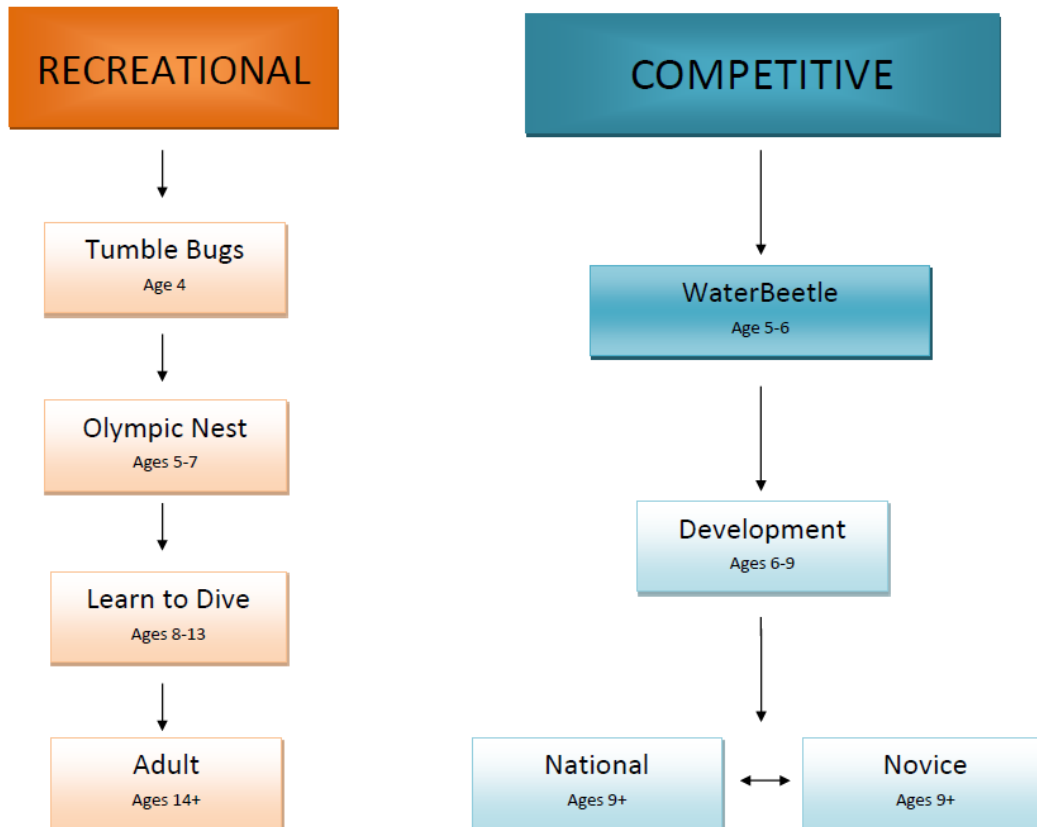 RECREATIONAL
Tumble Bugs
Age 4
Olympic Nest
Ages 5-7
Learn to Dive
Ages 8-13
Adult
Ages 14+
COMPETITIVE
WaterBeetle
Age 5-6
Development
Ages 6-9
National
Ages 9+
Novice
Ages 9+